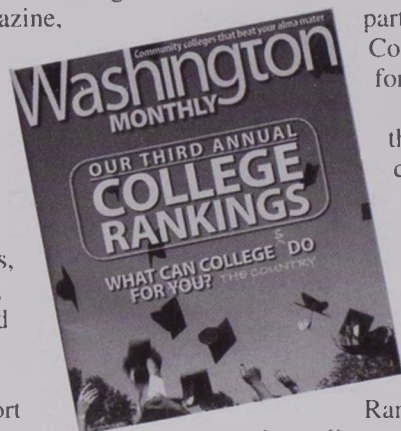 azine,
part
Co
for
th
c
Community colleges that beat your alma mater
Washington
MONTHLY
OUR THIRD ANNUAL
COLLEGE
RANKINGS
WHAT CAN COLLEGE S DO
FOR YOU? THE COUNTRY
s,
d
ort
Ran